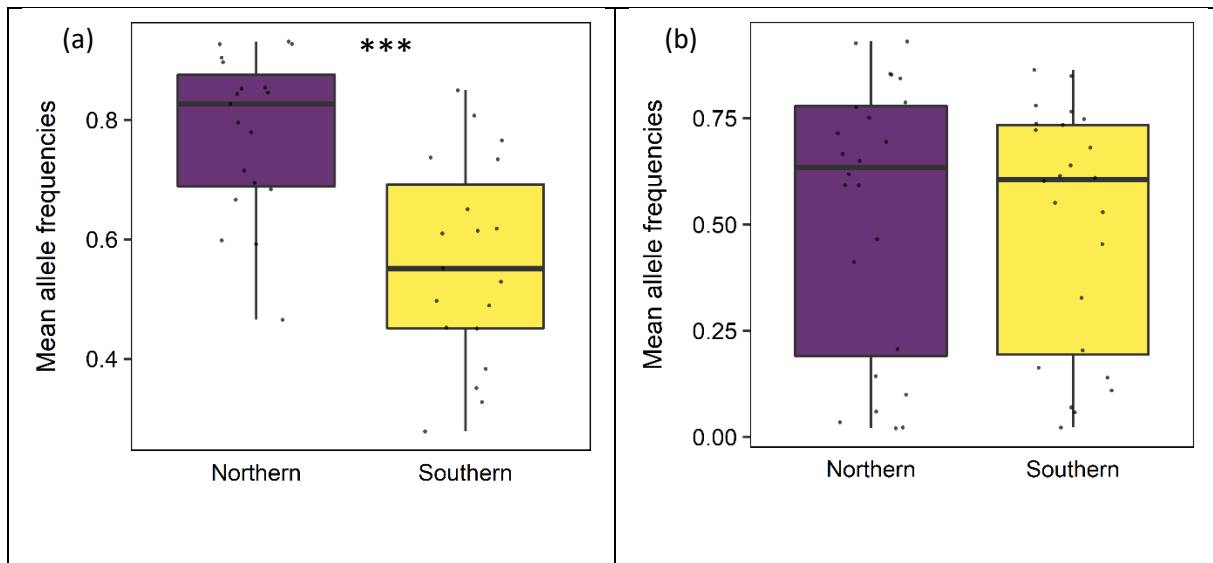 (a)
***
Mean allele frequencies
0.8
0.6
0.4
Northern Southern
(b)
Mean allele frequencies
0.75
0.50
0.25
0.00
Northern Southern